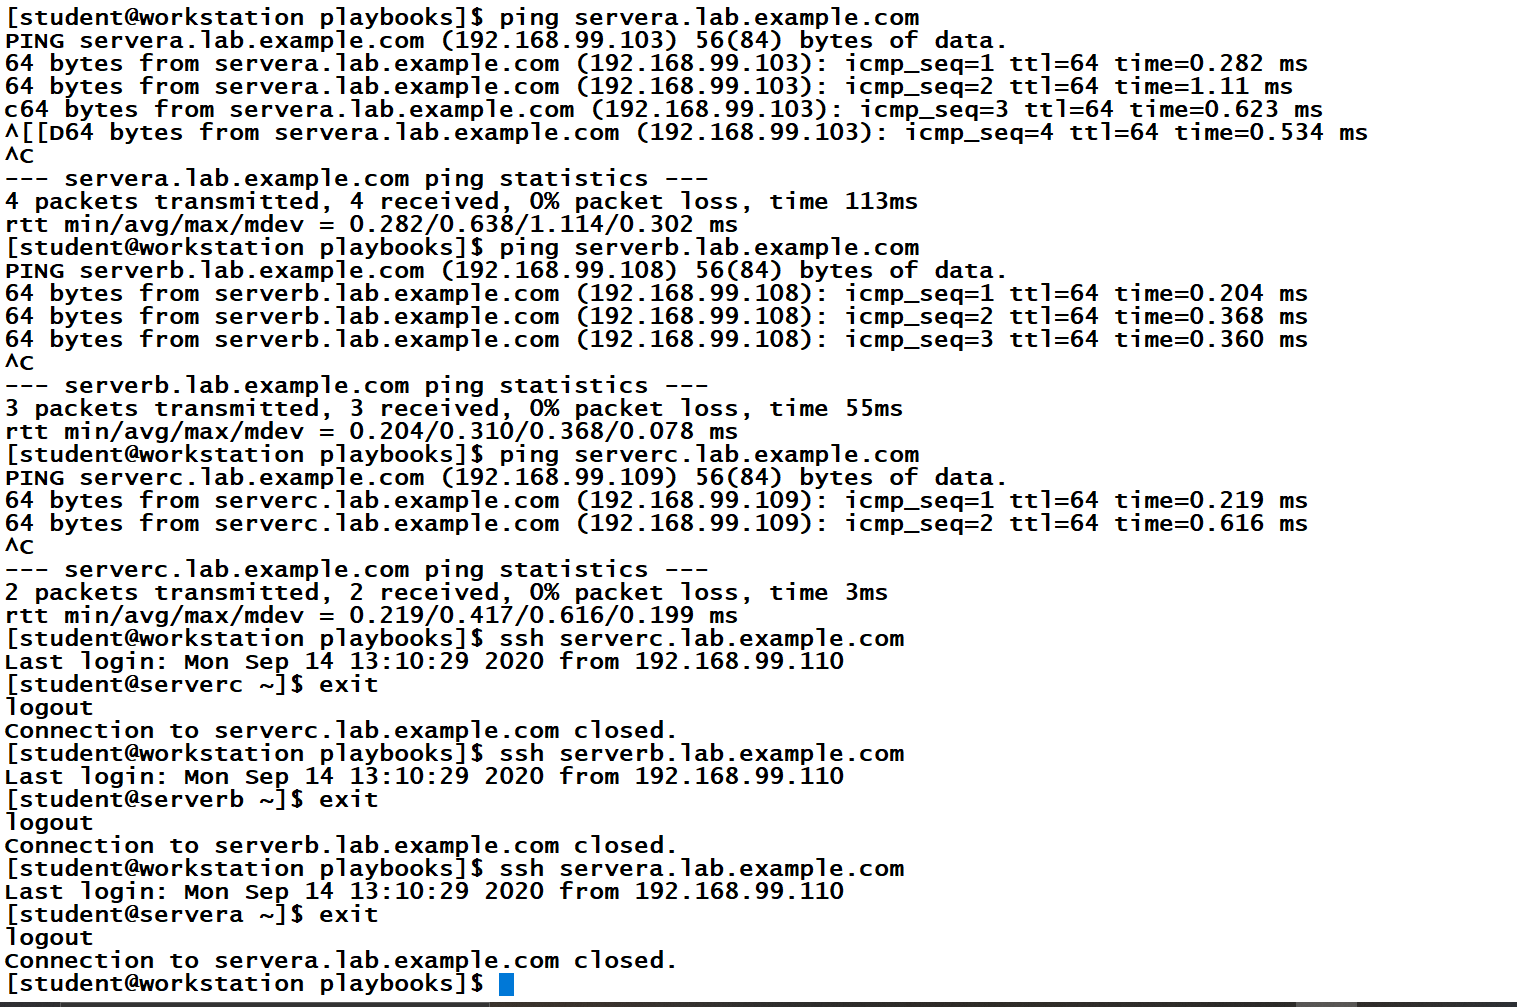 [student@workstation playbooks]$ ping servera.lab.example.com
PING servera.lab.example.com (192.168.99.103) 56(84) bytes of data.
64 bytes from servera.lab.example.com (192.168.99.103): icmp_seq=1 ttl=64 time=0.282 ms
64 bytes from servera.lab.example.com (192.168.99.103): icmp_seq=2 ttl=64 time=1.11 ms
c64 bytes from servera.lab.example.com (192.168.99.103): icmp_seq=3 ttl=64 time=0.623 ms
^[[D64 bytes from servera.lab.example.com (192.168.99.103): icmp_seq=4 ttl=64 time=0.534 ms
^C
--- servera.lab.example.com ping statistics ---
4 packets transmitted, 4 received, 0% packet loss, time 113ms
rtt min/avg/max/mdev = 0.282/0.638/1.114/0.302 ms
[student@workstation playbooks]$ ping serverb.lab.example.com
PING serverb.lab.example.com (192.168.99.108) 56(84) bytes of data.
64 bytes from serverb.lab.example.com (192.168.99.108): icmp_seq=1 ttl=64 time=0.204 ms
64 bytes from serverb.lab.example.com (192.168.99.108): icmp_seq=2 ttl=64 time=0.368 ms
64 bytes from serverb.lab.example.com (192.168.99.108): icmp_seq=3 ttl=64 time=0.360 ms
^C
--- serverb.lab.example.com ping statistics ---
3 packets transmitted, 3 received, 0% packet loss, time 55ms
rtt min/avg/max/mdev = 0.204/0.310/0.368/0.078 ms
[student@workstation playbooks]$ ping serverc.lab.example.com
PING serverc.lab.example.com (192.168.99.109) 56(84) bytes of data.
64 bytes from serverc.lab.example.com (192.168.99.109): icmp_seq=1 ttl=64 time=0.219 ms
64 bytes from serverc.lab.example.com (192.168.99.109): icmp_seq=2 ttl=64 time=0.616 ms
^C
--- serverc.lab.example.com ping statistics ---
2 packets transmitted, 2 received, 0% packet loss, time 3ms
rtt min/avg/max/mdev = 0.219/0.417/0.616/0.199 ms
[student@workstation playbooks]$ ssh serverc.lab.example.com
Last login: Mon Sep 14 13:10:29 2020 from 192.168.99.110
[student@serverc ~]$ exit
logout
Connection to serverc.lab.example.com closed.
[student@workstation playbooks]$ ssh serverb.lab.example.com
Last login: Mon Sep 14 13:10:29 2020 from 192.168.99.110
[student@serverb ~]$ exit
logout
Connection to serverb.lab.example.com closed.
[student@workstation playbooks]$ ssh servera.lab.example.com
Last login: Mon Sep 14 13:10:29 2020 from 192.168.99.110
[student@servera ~]$ exit
logout
Connection to servera.lab.example.com closed.
[student@workstation playbooks]$